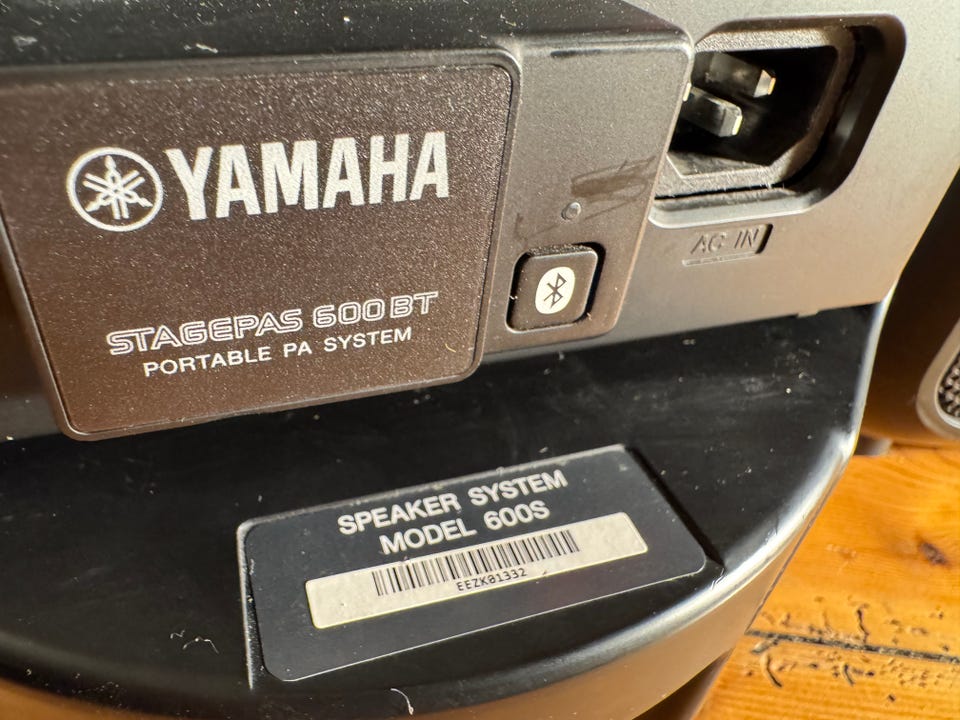 YAMAHA
STAGEPAS 600BT
PORTABLE PA SYSTEM
AC IN
SPEAKER SYSTEM
MODEL 600S
EEZK01332